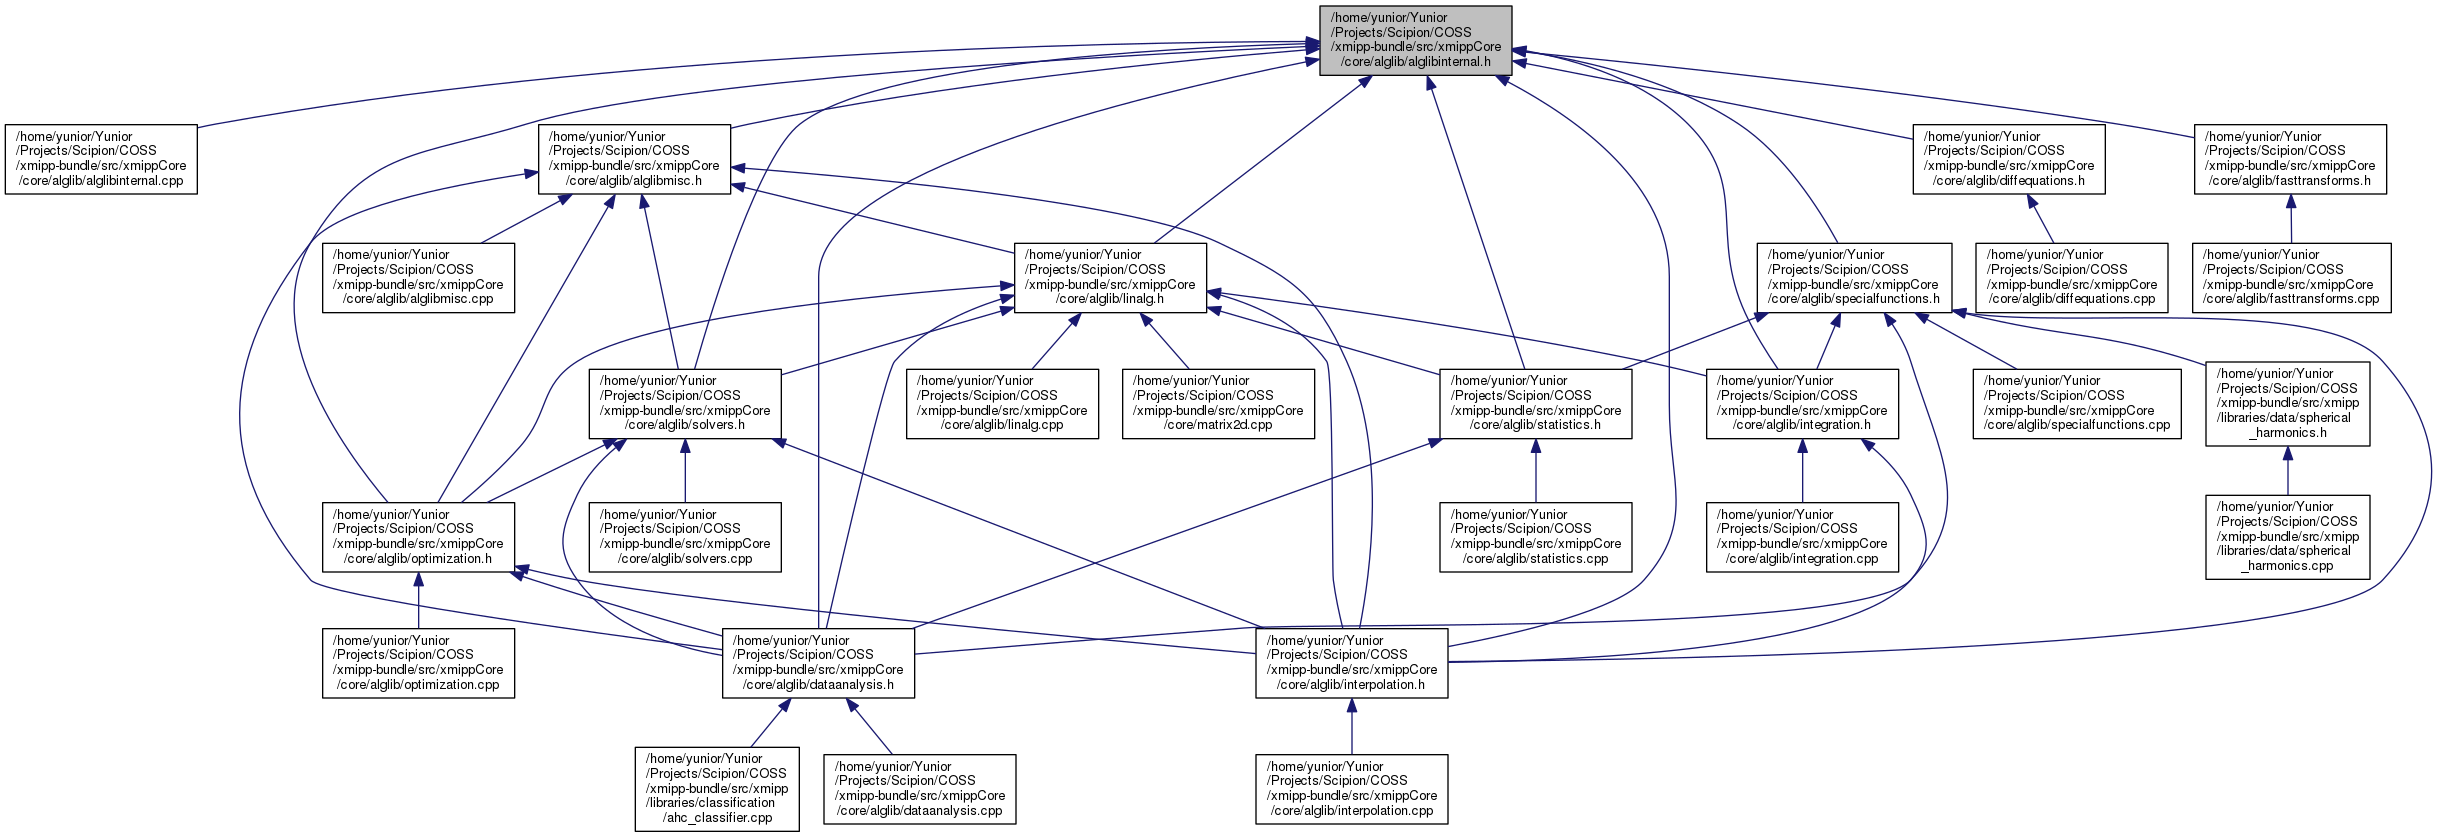 /home/yunior/Yunior
/Projects/Scipion/COSS
/xmipp-bundle/src/xmippCore
/core/alglib/alglibinternal.h
/home/yunior/Yunior
/Projects/Scipion/COSS
/xmipp-bundle/src/xmippCore
/core/alglib/alglibinternal.cpp
/home/yunior/Yunior
/Projects/Scipion/COSS
/xmipp-bundle/src/xmippCore
/core/alglib/alglibmisc.h
/home/yunior/Yunior
/Projects/Scipion/COSS
/xmipp-bundle/src/xmippCore
/core/alglib/diffequations.h
/home/yunior/Yunior
/Projects/Scipion/COSS
/xmipp-bundle/src/xmippCore
/core/alglib/fasttransforms.h
/home/yunior/Yunior
/Projects/Scipion/COSS
/xmipp-bundle/src/xmippCore
/core/alglib/alglibmisc.cpp
/home/yunior/Yunior
/Projects/Scipion/COSS
/xmipp-bundle/src/xmippCore
/core/alglib/linalg.h
/home/yunior/Yunior
/Projects/Scipion/COSS
/xmipp-bundle/src/xmippCore
/core/alglib/specialfunctions.h
/home/yunior/Yunior
/Projects/Scipion/COSS
/xmipp-bundle/src/xmippCore
/core/alglib/diffequations.cpp
/home/yunior/Yunior
/Projects/Scipion/COSS
/xmipp-bundle/src/xmippCore
/core/alglib/fasttransforms.cpp
/home/yunior/Yunior
/Projects/Scipion/COSS
/xmipp-bundle/src/xmippCore
/core/alglib/solvers.h
/home/yunior/Yunior
/Projects/Scipion/COSS
/xmipp-bundle/src/xmippCore
/core/alglib/linalg.cpp
/home/yunior/Yunior
/Projects/Scipion/COSS
/xmipp-bundle/src/xmippCore
/core/matrix2d.cpp
/home/yunior/Yunior
/Projects/Scipion/COSS
/xmipp-bundle/src/xmippCore
/core/alglib/statistics.h
/home/yunior/Yunior
/Projects/Scipion/COSS
/xmipp-bundle/src/xmippCore
/core/alglib/integration.h
/home/yunior/Yunior
/Projects/Scipion/COSS
/xmipp-bundle/src/xmippCore
/core/alglib/specialfunctions.cpp
/home/yunior/Yunior
/Projects/Scipion/COSS
/xmipp-bundle/src/xmipp
/libraries/data/spherical
_harmonics.h
/home/yunior/Yunior
/Projects/Scipion/COSS
/xmipp-bundle/src/xmippCore
/core/alglib/optimization.h
/home/yunior/Yunior
/Projects/Scipion/COSS
/xmipp-bundle/src/xmippCore
/core/alglib/solvers.cpp
/home/yunior/Yunior
/Projects/Scipion/COSS
/xmipp-bundle/src/xmippCore
/core/alglib/statistics.cpp
/home/yunior/Yunior
/Projects/Scipion/COSS
/xmipp-bundle/src/xmippCore
/core/alglib/integration.cpp
/home/yunior/Yunior
/Projects/Scipion/COSS
/xmipp-bundle/src/xmipp
/libraries/data/spherical
_harmonics.cpp
/home/yunior/Yunior
/Projects/Scipion/COSS
/xmipp-bundle/src/xmippCore
/core/alglib/optimization.cpp
/home/yunior/Yunior
/Projects/Scipion/COSS
/xmipp-bundle/src/xmippCore
/core/alglib/dataanalysis.h
/home/yunior/Yunior
/Projects/Scipion/COSS
/xmipp-bundle/src/xmippCore
/core/alglib/interpolation.h
/home/yunior/Yunior
/Projects/Scipion/COSS
/xmipp-bundle/src/xmipp
/libraries/classification
/ahc_classifier.cpp
/home/yunior/Yunior
/Projects/Scipion/COSS
/xmipp-bundle/src/xmippCore
/core/alglib/dataanalysis.cpp
/home/yunior/Yunior
/Projects/Scipion/COSS
/xmipp-bundle/src/xmippCore
/core/alglib/interpolation.cpp